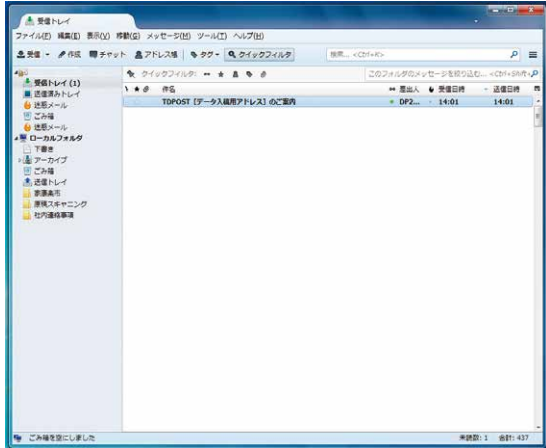 受信トレイ
ファイル(F) 編集(E) 表示(V) 移動(G) メッセージ(M) ツール(T) ヘルプ(H)
受信 作成 チャット アドレス帳 タグ クイックフィルタ 検索... <Ctrl+K>
クイックフィルタ: このフォルダのメッセージを絞り込む... <Ctrl+Shift+
受信トレイ (1)
送信済みトレイ
迷惑メール
ごみ箱
迷惑メール
ローカルフォルダ
下書き
アーカイブ
ごみ箱
送信トレイ
京裏高布
原稿スキャニング
社内連絡事項
件名 差出人 受信日時 送信日時
TDPOST [データ入稿用アドレス] のご案内 DP2... 14:01 14:01
ごみ箱を空にしました 未読数: 1 合計: 437